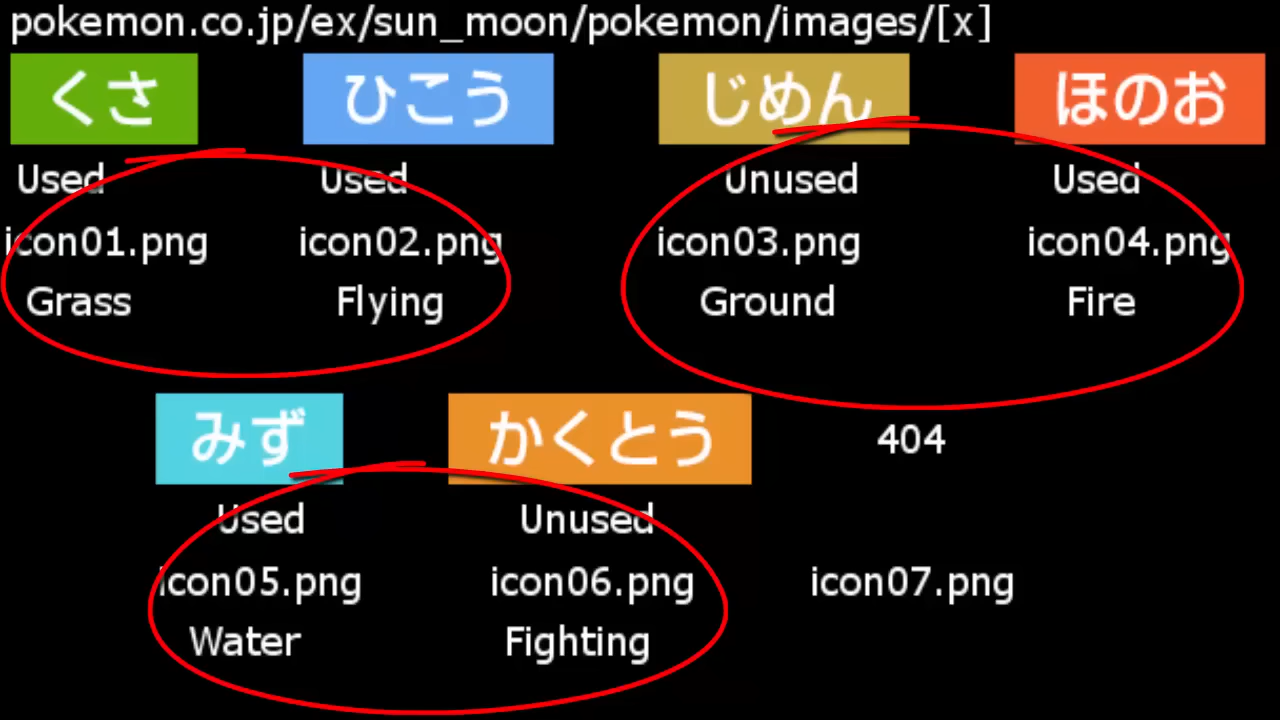 pokemon.co.jp/ex/sun_moon/pokemon/images/[x]
くさ ひこう じめん ほのお
Used Used Unused Used
icon01.png icon02.png icon03.png icon04.png
Grass Flying Ground Fire
みず かくとう 404
Used Unused
icon05.png icon06.png icon07.png
Water Fighting